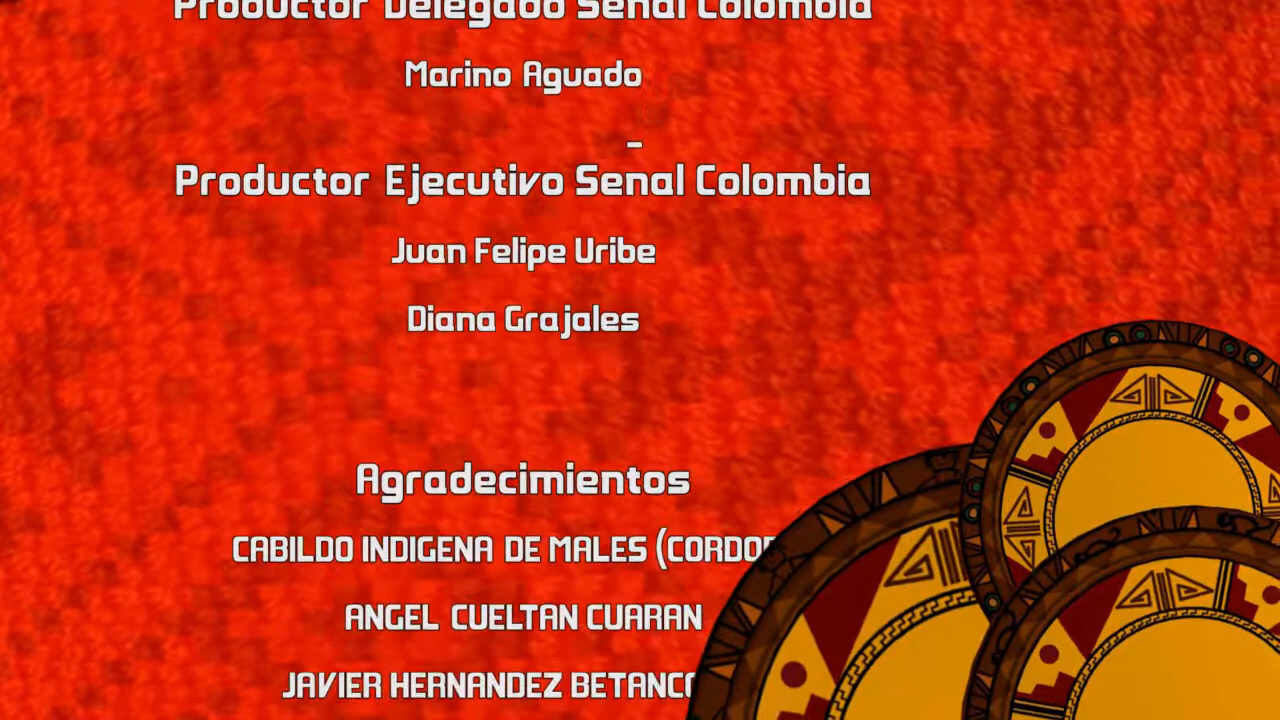 Productor Delegado Senal Colombia
Marino Aguado
-
Productor Ejecutivo Senal Colombia
Juan Felipe Uribe
Diana Grajales
Agradecimientos
CABILDO INDIGENA DE MALES
ANGEL CUELTAN CUARAN
JAVIER HERNANDEZ